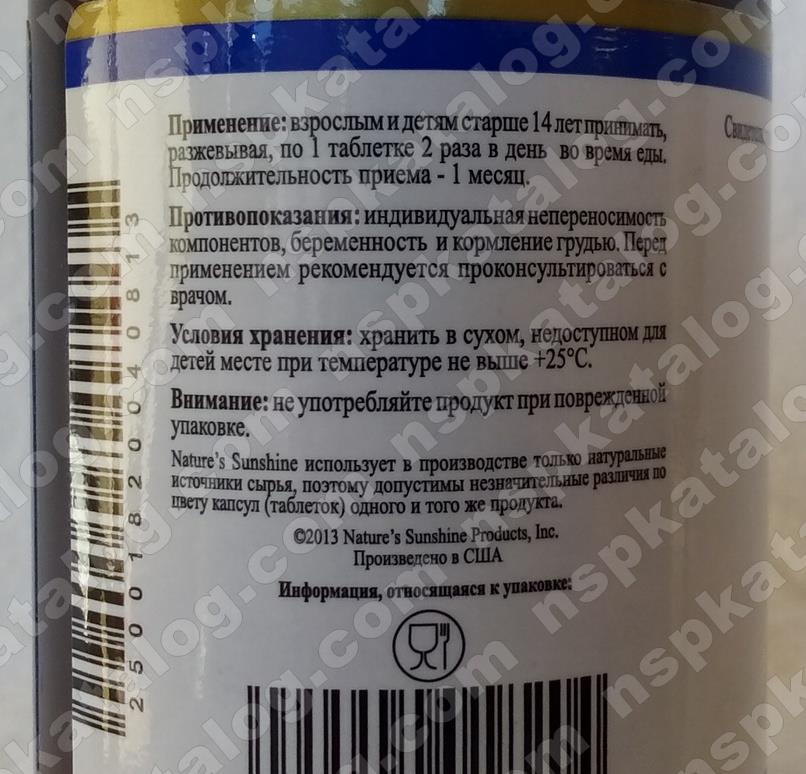 Применение: взрослым и детям старше 14 лет принимать,
разжевывая, по 1 таблетке 2 раза в день во время еды.
Продолжительность приема - 1 месяц.
Противопоказания: индивидуальная непереносимость
компонентов, беременность и кормление грудью. Перед
применением рекомендуется проконсультироваться с
врачом.
Условия хранения: хранить в сухом, недоступном для
детей месте при температуре не выше +25°C.
Внимание: не употребляйте продукт при поврежденной
упаковке.
Nature's Sunshine использует в производстве только натуральные
источники сырья, поэтому допустимы незначительные различия по
цвету капсул (таблеток) одного и того же продукта.
©2013 Nature's Sunshine Products, Inc.
Произведено в США
Информация, относящаяся к упаковке:
25001820040813
nspkatalog.com